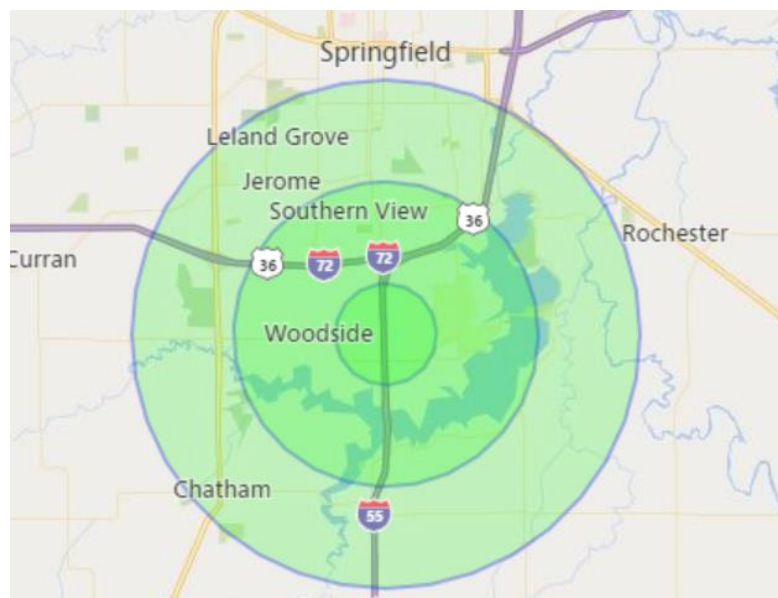 Springfield
Leland Grove
Jerome
Southern View
36
Rochester
Curran
36
72
72
Woodside
Chatham
55